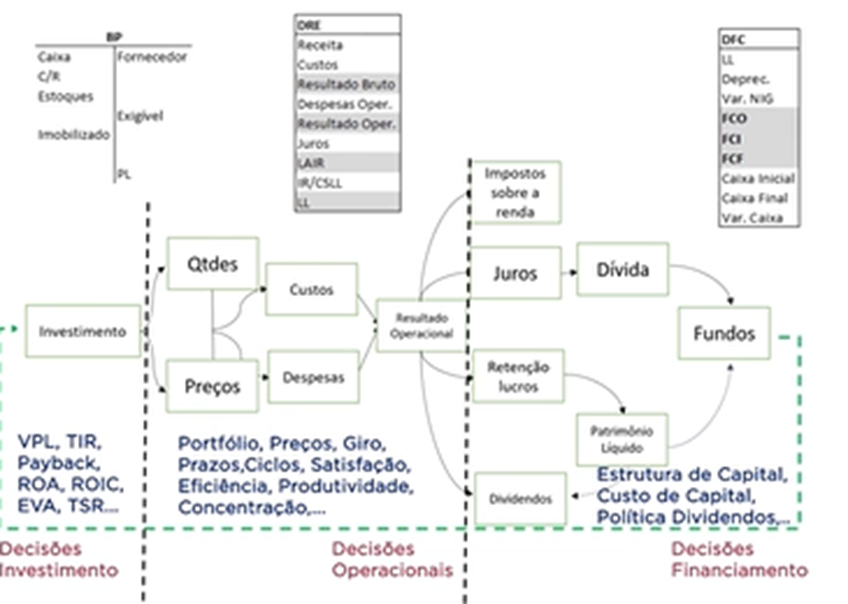 BP
Caixa
Fornecedor
C/R
Estoques
Exigível
Imobilizado
PL
DRE
Receita
Custos
Resultado Bruto
Despesas Oper.
Resultado Oper.
Juros
LAIR
IR/CSLL
LL
DFC
LL
Deprec.
Var. NIG
FCO
FCI
FCF
Caixa Inicial
Caixa Final
Var. Caixa
Investimento
Qtdes
Preços
Custos
Despesas
Resultado
Operacional
Impostos
sobre a
renda
Juros
Dívida
Fundos
Retenção
lucros
Patrimônio
Líquido
Dividendos
VPL, TIR,
Payback,
ROA, ROIC,
EVA, TSR...
Portfólio, Preços, Giro,
Prazos,Ciclos, Satisfação,
Eficiência, Produtividade,
Concentração,...
Estrutura de Capital,
Custo de Capital,
Política Dividendos,...
Decisões
Investimento
Decisões
Operacionais
Decisões
Financiamento